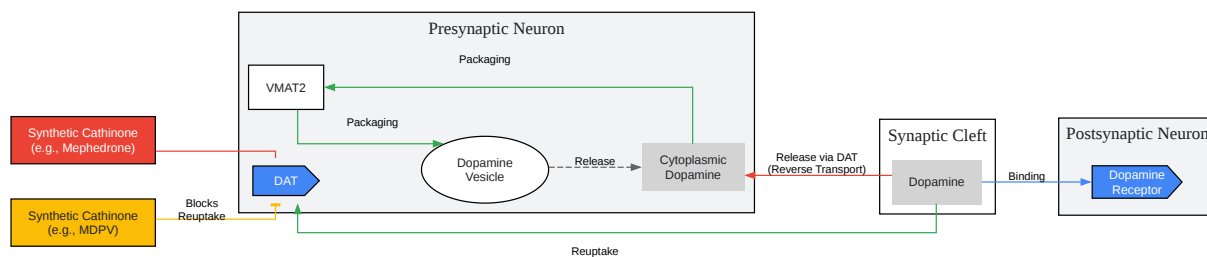 Presynaptic Neuron
Packaging
VMAT2
Packaging
Synthetic Cathinone
(e.g., Mephedrone)
Synaptic Cleft
Postsynaptic Neuron
Dopamine
Vesicle
Release
Cytoplasmic
Dopamine
Release via DAT
(Reverse Transport)
DAT
Dopamine
Binding
Dopamine
Receptor
Synthetic Cathinone
(e.g., MDPV)
Blocks
Reuptake
Reuptake